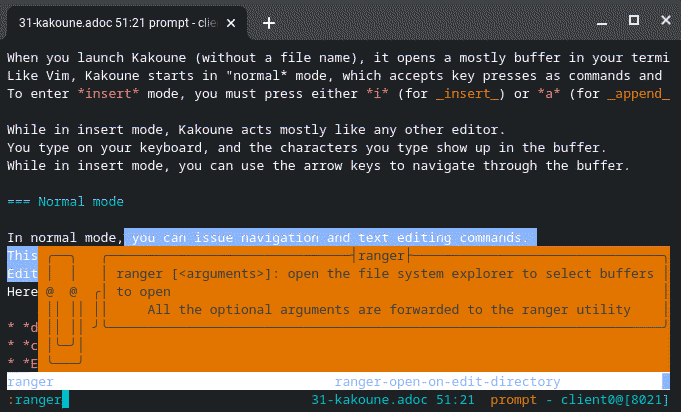 31-kakoune.adoc 51:21 prompt - clie
When you launch Kakoune (without a file name), it opens a mostly buffer in your termi
Like Vim, Kakoune starts in "normal* mode, which accepts key presses as commands and
To enter *insert* mode, you must press either *i* (for _insert_) or *a* (for _append_
While in insert mode, Kakoune acts mostly like any other editor.
You type on your keyboard, and the characters you type show up in the buffer.
While in insert mode, you can use the arrow keys to navigate through the buffer.
=== Normal mode
In normal mode, you can issue navigation and text editing commands.
This
Edit
Here
* *d
* *c
* *E
ranger
ranger [<arguments>]: open the file system explorer to select buffers
to open
All the optional arguments are forwarded to the ranger utility
@ @
ranger ranger-open-on-edit-directory
:ranger 31-kakoune.adoc 51:21 prompt - client0@[8021]